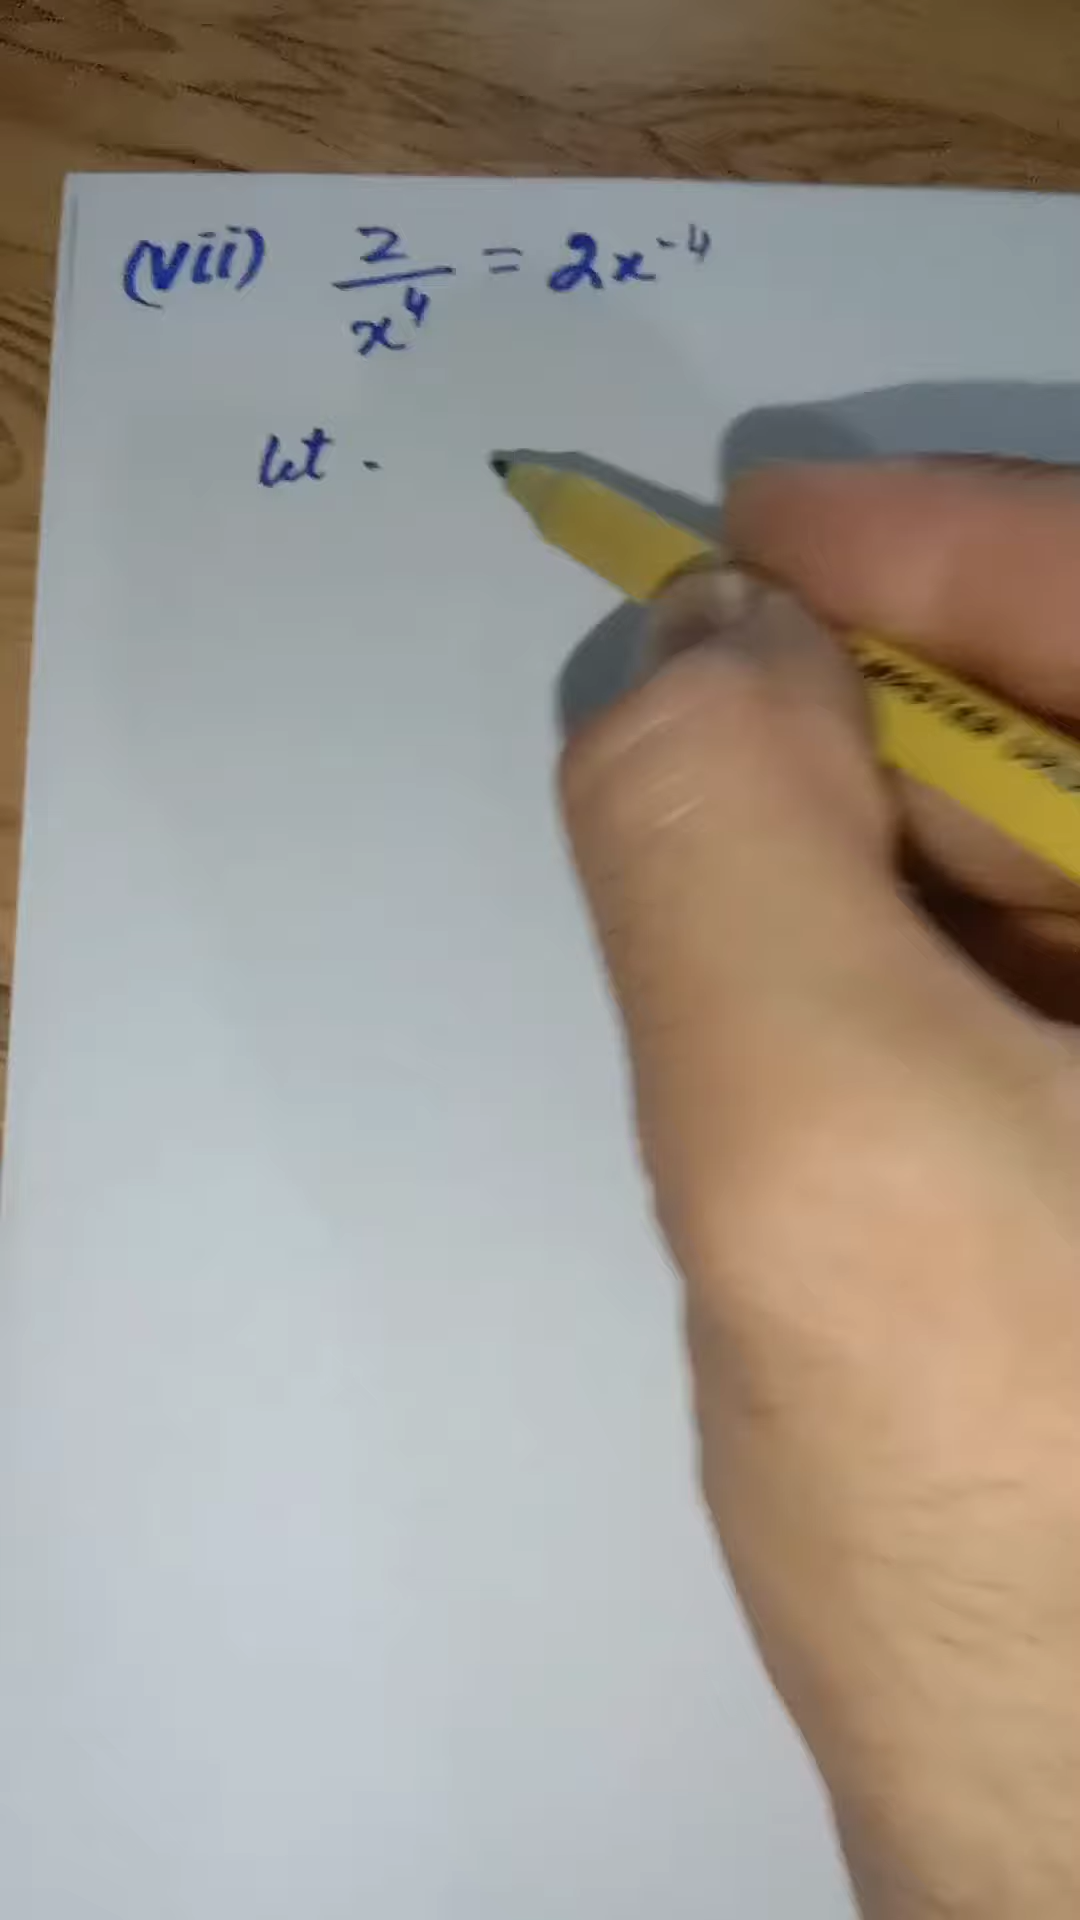 (vii) 2/x⁴ = 2x⁻⁴
let